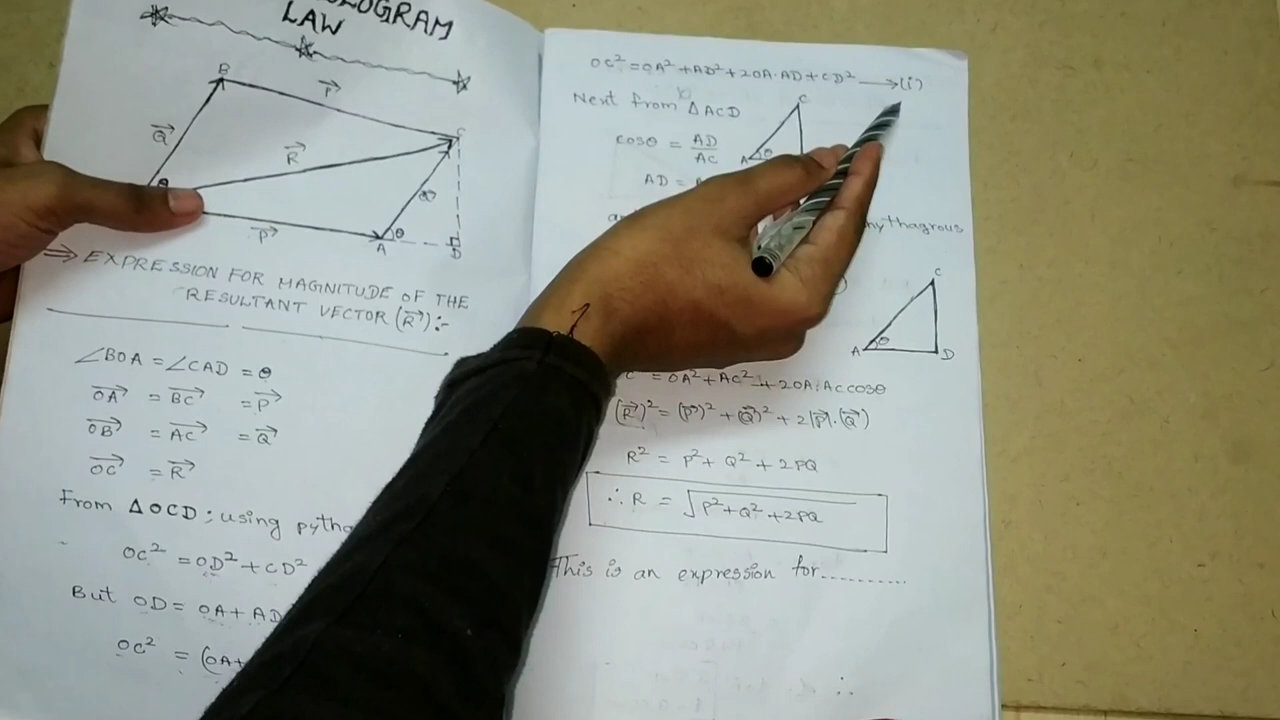 LAW
B
P
Q
R
C
Q
θ
P
A
θ
D
⇒ EXPRESSION FOR MAGNITUDE OF THE
RESULTANT VECTOR (R):-
∠BOA = ∠CAD = θ
OA = BC = P
OB = AC = Q
OC = R
From ΔOCD; using
OC² = OD² + CD²
But OD = OA + AD
OC² = (OA+
OC² = OA² + AD² + 2OA·AD + CD² → (i)
Next from ΔACD
C
cosθ = AD/AC
A θ
AD =
C
A θ D
= OA² + AC² + 2OA·AC cosθ
(R)² = (P)² + (Q)² + 2|P|·(Q)
R² = P² + Q² + 2PQ
∴ R = √P² + Q² + 2PQ
This is an expression for...........